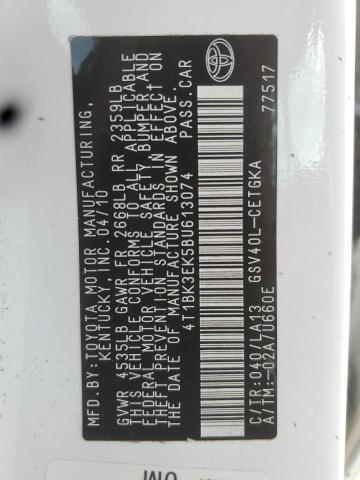 MFD.BY:TOYOTA MOTOR MANUFACTURING,
KENTUCKY, INC. 04/10
GVWR 4535LB GAWR FR 2668LB RR 2359LB
THIS VEHICLE CONFORMS TO ALL APPLICABLE
FEDERAL MOTOR VEHICLE SAFETY, BUMPER AND
THEFT PREVENTION STANDARDS IN EFFECT ON
THE DATE OF MANUFACTURE SHOWN ABOVE.
4T1BK3EK5BU613074 PASS.CAR
C/TR:040/LA13 GSV40L-CETGKA
A/TM:-02A/U660E 77517